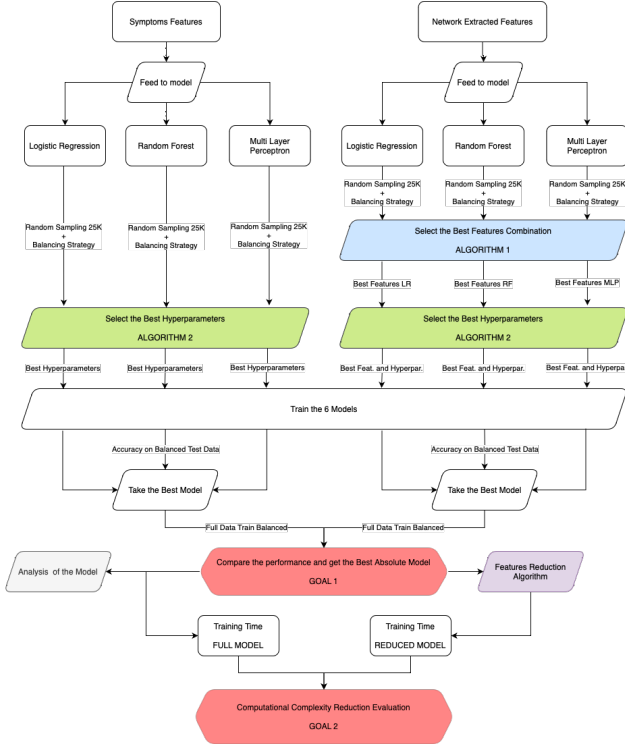 Symptoms Features
Network Extracted Features
Feed to model
Feed to model
Logistic Regression
Random Forest
Multi Layer
Perceptron
Logistic Regression
Random Forest
Multi Layer
Perceptron
Random Sampling 25K
+
Balancing Strategy
Random Sampling 25K
+
Balancing Strategy
Random Sampling 25K
+
Balancing Strategy
Random Sampling 25K
+
Balancing Strategy
Random Sampling 25K
+
Balancing Strategy
Random Sampling 25K
+
Balancing Strategy
Select the Best Features Combination
ALGORITHM 1
Best Features LR
Best Features RF
Best Features MLP
Select the Best Hyperparameters
ALGORITHM 2
Select the Best Hyperparameters
ALGORITHM 2
Best Hyperparameters
Best Hyperparameters
Best Hyperparameters
Best Feat. and Hyperpar.
Best Feat. and Hyperpar.
Best Feat. and Hyperpa
Train the 6 Models
Accuracy on Balanced Test Data
Accuracy on Balanced Test Data
Take the Best Model
Take the Best Model
Full Data Train Balanced
Full Data Train Balanced
Analysis of the Model
Compare the performance and get the Best Absolute Model
GOAL 1
Features Reduction
Algorithm
Training Time
FULL MODEL
Training Time
REDUCED MODEL
Computational Complexity Reduction Evaluation
GOAL 2